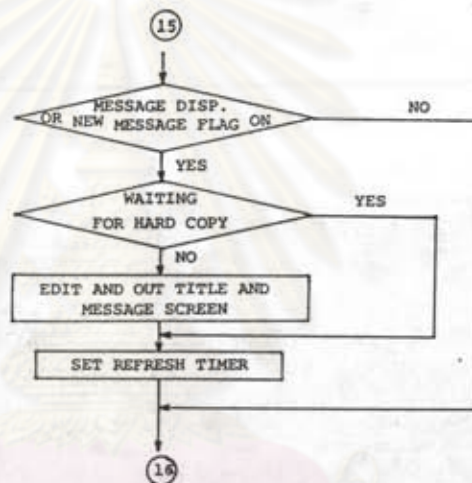 15
MESSAGE DISP.
OR NEW MESSAGE FLAG ON
NO
YES
WAITING
FOR HARD COPY
YES
NO
EDIT AND OUT TITLE AND
MESSAGE SCREEN
SET REFRESH TIMER
16